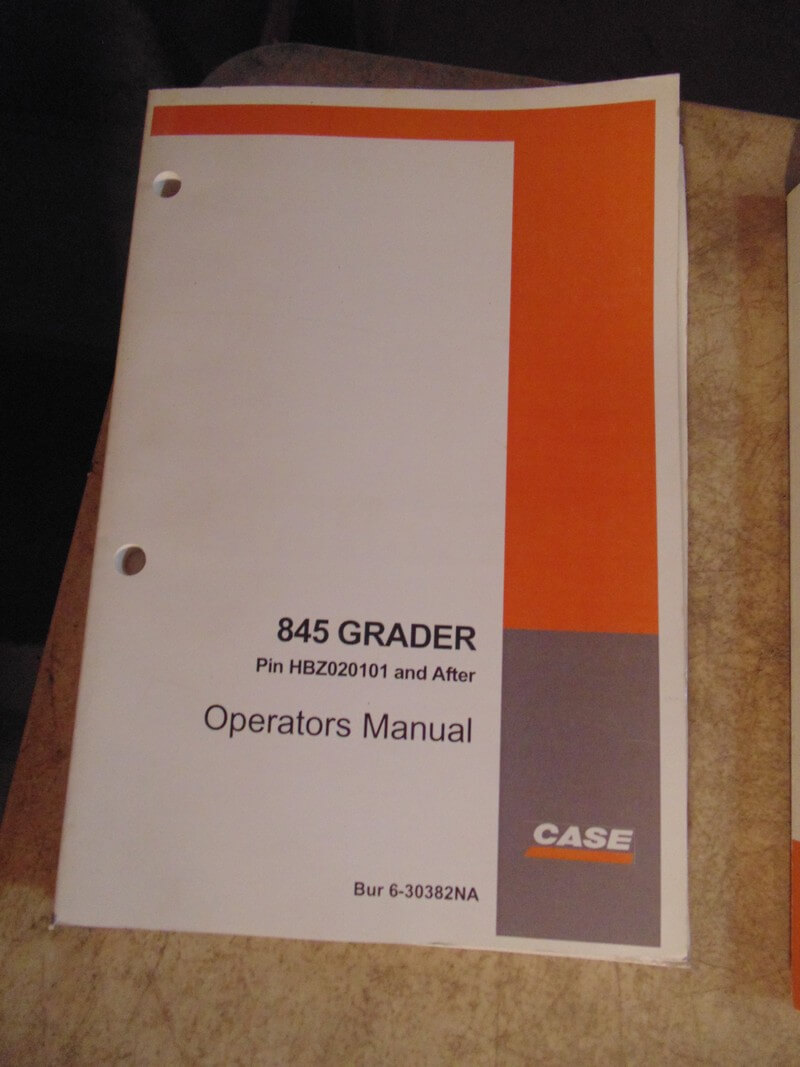 845 GRADER
Pin HBZ020101 and After
Operators Manual
CASE
Bur 6-30382NA